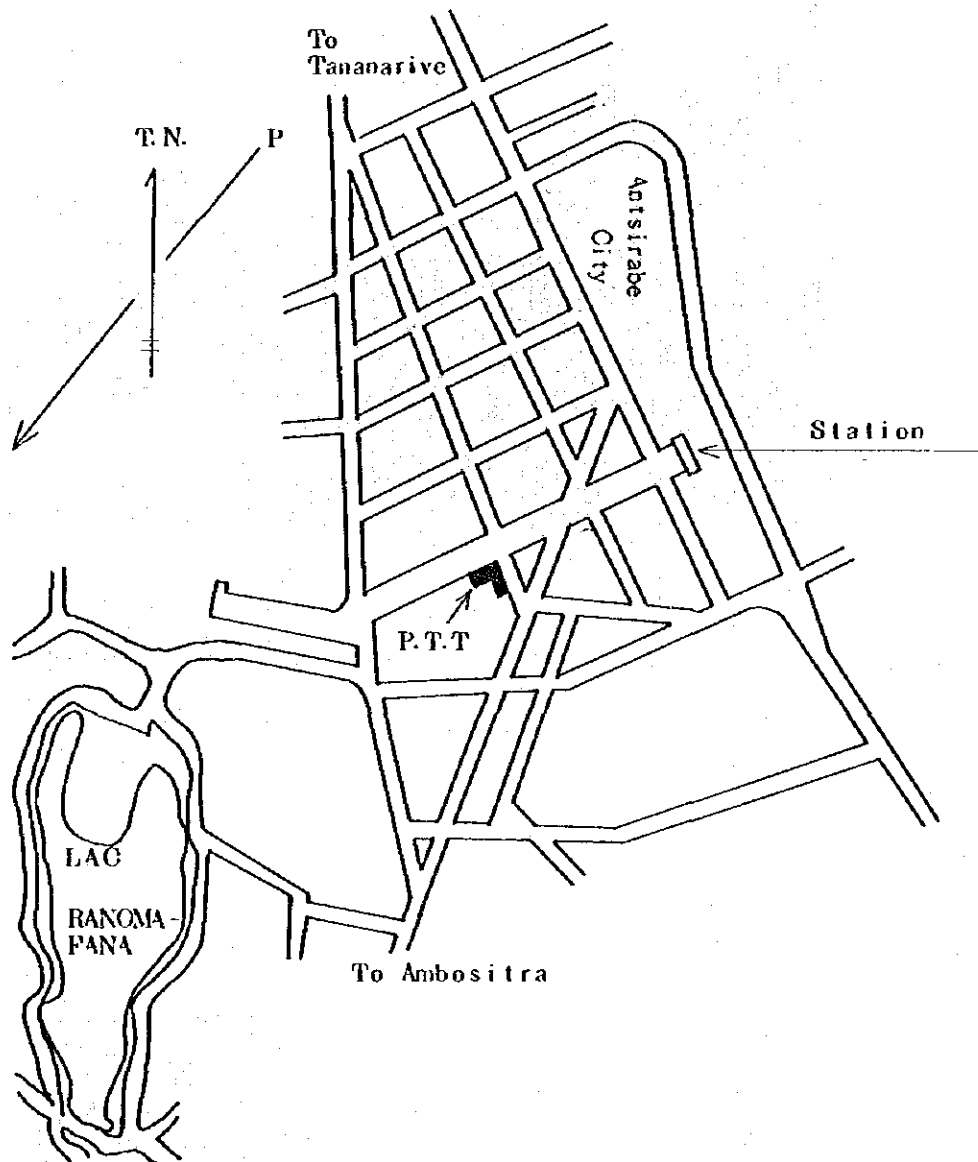 To
Tananarive
T.N.
P
Antsirabe
City
Station
P.T.T
LAC
RANOMA-
FANA
To Ambositra